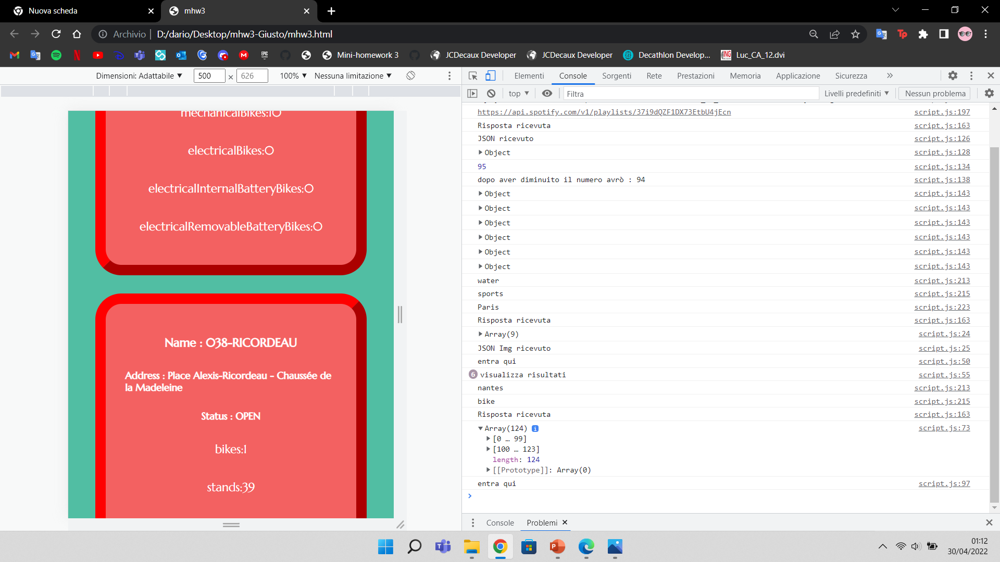 Nuova scheda
mhw3
Archivio
D:/dario/Desktop/mhw3-Giusto/mhw3.html
Mini-homework 3
JCDecaux Developer
JCDecaux Developer
Decathlon Develop...
Luc_CA_12.dvi
Dimensioni: Adattabile ▼ 500 × 626 100% ▼ Nessuna limitazione ▼
mechanicalBikes:10
electricalBikes:0
electricalInternalBatteryBikes:0
electricalRemovableBatteryBikes:0
Name : 038-RICORDEAU
Address : Place Alexis-Ricordeau - Chaussée de
la Madeleine
Status : OPEN
bikes:1
stands:39
Elementi Console Sorgenti Rete Prestazioni Memoria Applicazione Sicurezza
top ▼ Filtra Livelli predefiniti ▼ Nessun problema
https://api.spotify.com/v1/playlists/37i9dQZF1DX73EtbU4jEcn script.js:197
Risposta ricevuta script.js:163
JSON ricevuto script.js:126
Object script.js:128
95 script.js:134
dopo aver diminuito il numero avrò : 94 script.js:138
Object script.js:143
Object script.js:143
Object script.js:143
Object script.js:143
Object script.js:143
Object script.js:143
water script.js:213
sports script.js:215
Paris script.js:223
Risposta ricevuta script.js:163
Array(9) script.js:24
JSON Img ricevuto script.js:25
entra qui script.js:50
6 visualizza risultati script.js:55
nantes script.js:213
bike script.js:215
Risposta ricevuta script.js:163
Array(124) i script.js:73
[0 … 99]
[100 … 123]
length: 124
[[Prototype]]: Array(0)
entra qui script.js:97
Console Problemi
01:12
30/04/2022